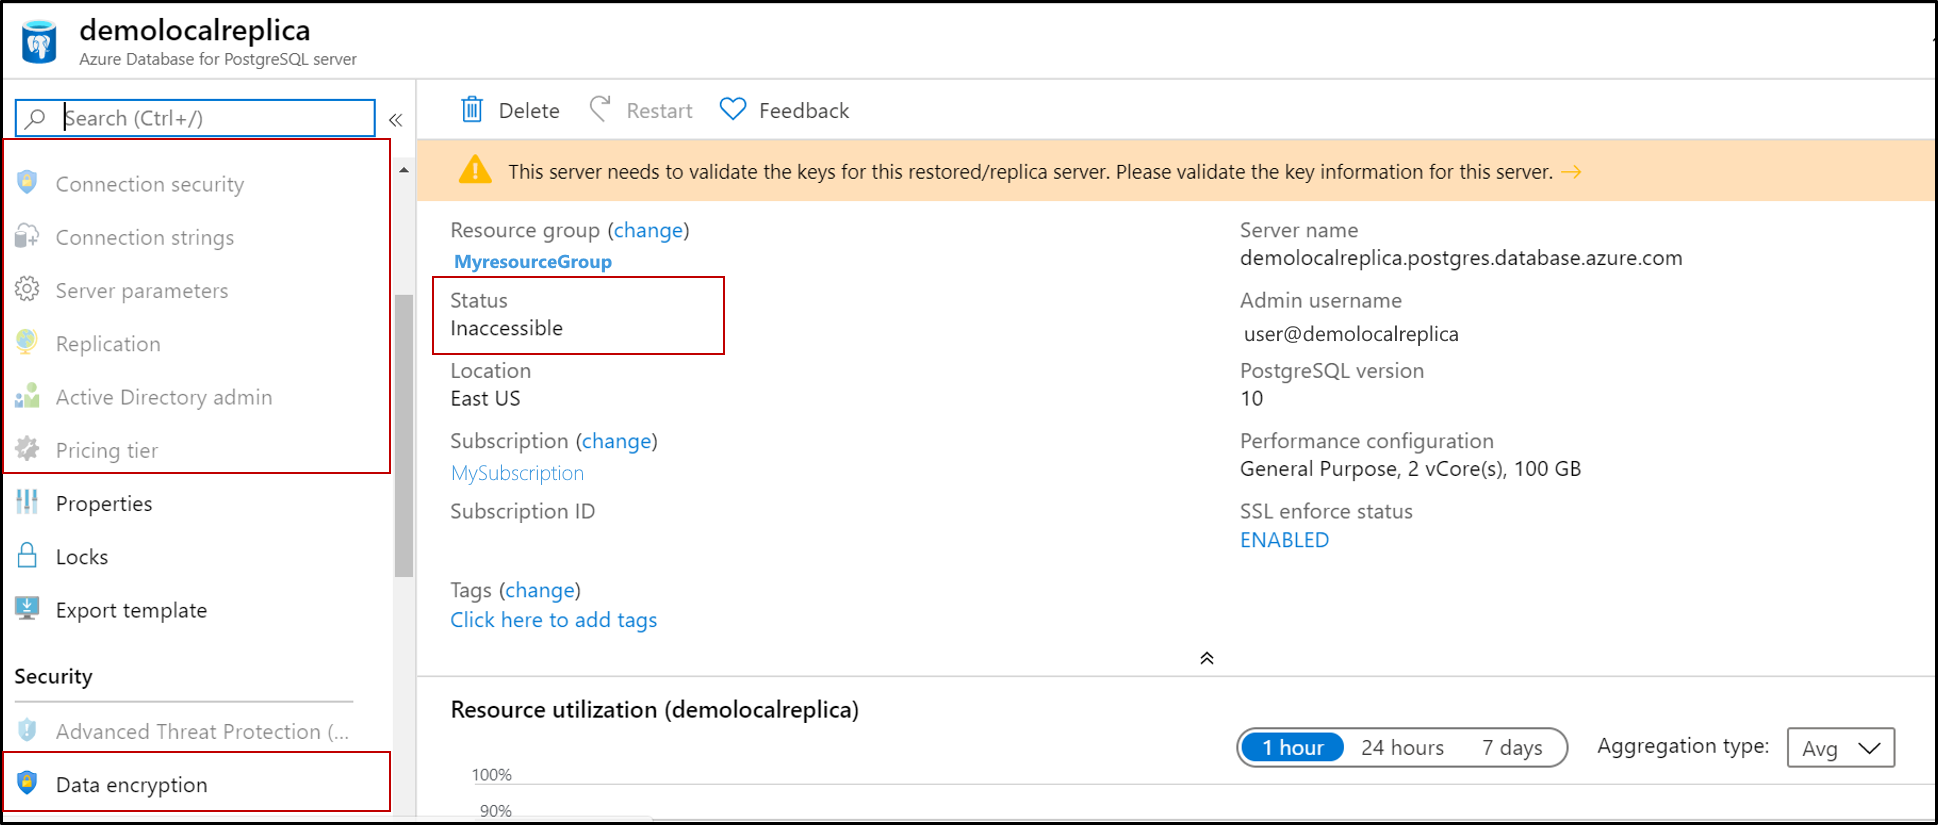 demolocalreplica
Azure Database for PostgreSQL server
Search (Ctrl+/)
«
Connection security
Connection strings
Server parameters
Replication
Active Directory admin
Pricing tier
Properties
Locks
Export template
Security
Advanced Threat Protection (...
Data encryption
Delete
Restart
Feedback
This server needs to validate the keys for this restored/replica server. Please validate the key information for this server. →
Resource group (change)
MyresourceGroup
Status
Inaccessible
Location
East US
Subscription (change)
MySubscription
Subscription ID
Tags (change)
Click here to add tags
Server name
demolocalreplica.postgres.database.azure.com
Admin username
user@demolocalreplica
PostgreSQL version
10
Performance configuration
General Purpose, 2 vCore(s), 100 GB
SSL enforce status
ENABLED
Resource utilization (demolocalreplica)
1 hour 24 hours 7 days Aggregation type: Avg
100%
90%